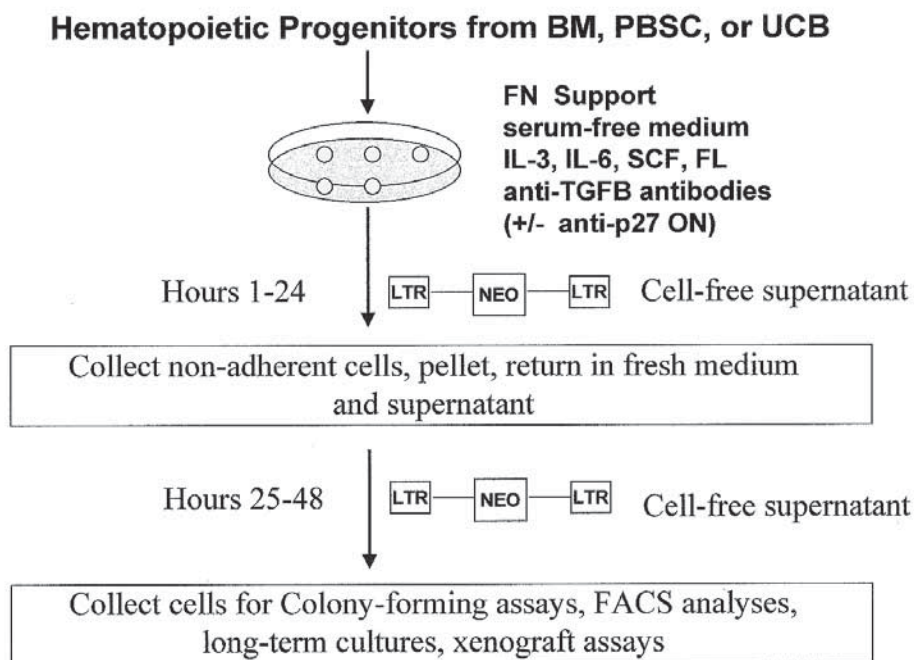 Hematopoietic Progenitors from BM, PBSC, or UCB
FN Support
serum-free medium
IL-3, IL-6, SCF, FL
anti-TGFB antibodies
(+/- anti-p27 ON)
Hours 1-24
LTR NEO LTR
Cell-free supernatant
Collect non-adherent cells, pellet, return in fresh medium
and supernatant
Hours 25-48
LTR NEO LTR
Cell-free supernatant
Collect cells for Colony-forming assays, FACS analyses,
long-term cultures, xenograft assays